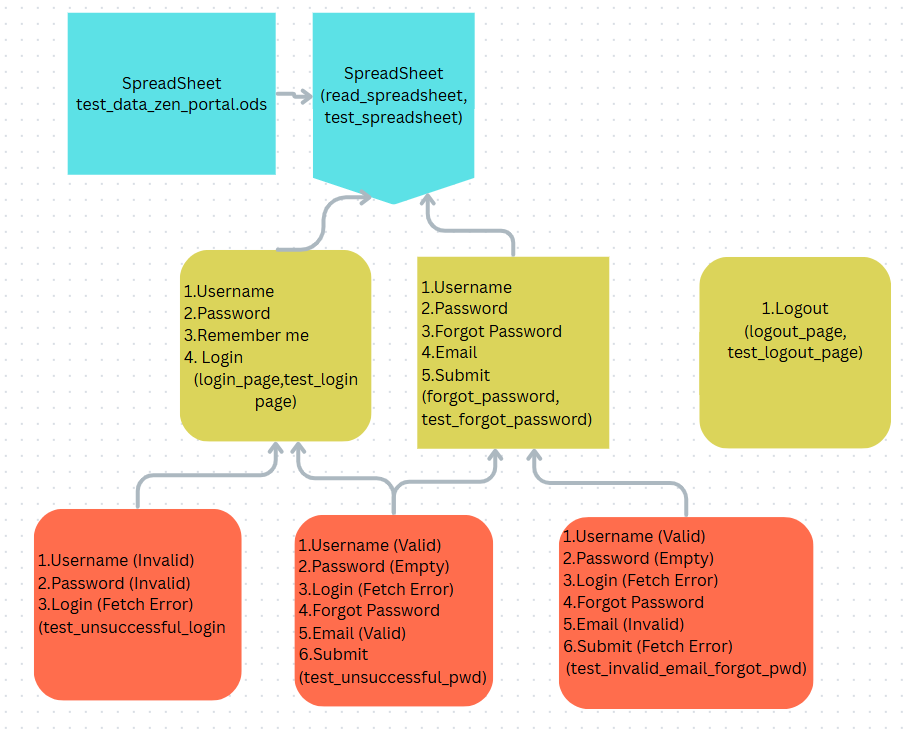 SpreadSheet
test_data_zen_portal.ods
SpreadSheet
(read_spreadsheet,
test_spreadsheet)
1.Username
2.Password
3.Remember me
4. Login
(login_page,test_login
page)
1.Username
2.Password
3.Forgot Password
4.Email
5.Submit
(forgot_password,
test_forgot_password)
1.Logout
(logout_page,
test_logout_page)
1.Username (Invalid)
2.Password (Invalid)
3.Login (Fetch Error)
(test_unsuccessful_login
1.Username (Valid)
2.Password (Empty)
3.Login (Fetch Error)
4.Forgot Password
5.Email (Valid)
6.Submit
(test_unsuccessful_pwd)
1.Username (Valid)
2.Password (Empty)
3.Login (Fetch Error)
4.Forgot Password
5.Email (Invalid)
6.Submit (Fetch Error)
(test_invalid_email_forgot_pwd)